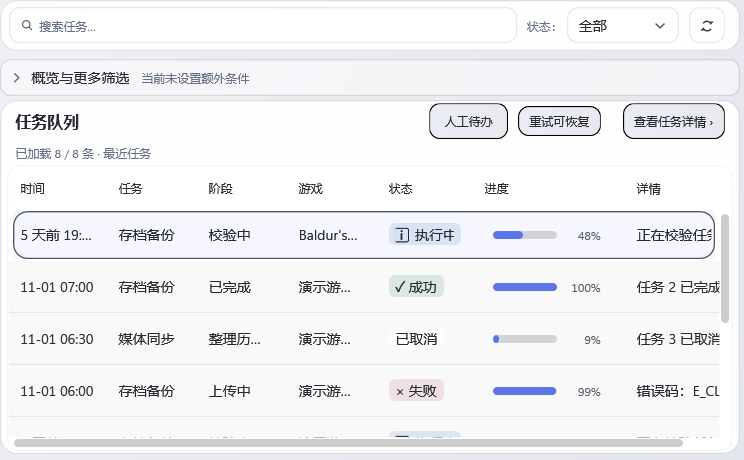 搜索任务... 状态: 全部
概览与更多筛选 当前未设置额外条件
任务队列 人工待办 重试可恢复 查看任务详情 ›
已加载 8 / 8 条 · 最近任务
时间 任务 阶段 游戏 状态 进度 详情
5 天前 19:... 存档备份 校验中 Baldur's... 执行中 48% 正在校验任务
11-01 07:00 存档备份 已完成 演示游... ✓ 成功 100% 任务 2 已完成
11-01 06:30 媒体同步 整理历... 演示游... 已取消 9% 任务 3 已取消
11-01 06:00 存档备份 上传中 演示游... × 失败 99% 错误码: E_CL